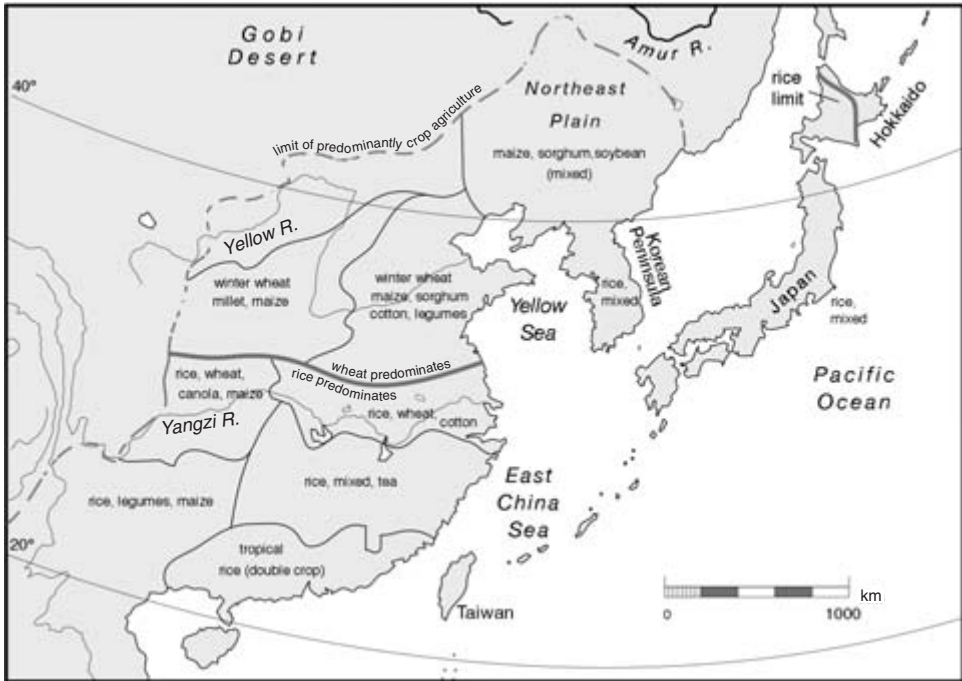 Gobi
Desert
Amur R.
40°
Northeast
Plain
maize, sorghum, soybean
(mixed)
rice
limit
Hokkaido
limit of predominantly crop agriculture
Yellow R.
winter wheat
millet, maize
winter wheat
maize, sorghum
cotton, legumes
Yellow
Sea
rice,
mixed
Korean
Peninsula
Japan
rice,
mixed
wheat predominates
rice predominates
rice, wheat,
canola, maize
rice, wheat,
cotton
Yangzi R.
Pacific
Ocean
rice, legumes, maize
rice, mixed, tea
East
China
Sea
20°
tropical
rice (double crop)
Taiwan
km
0 1000